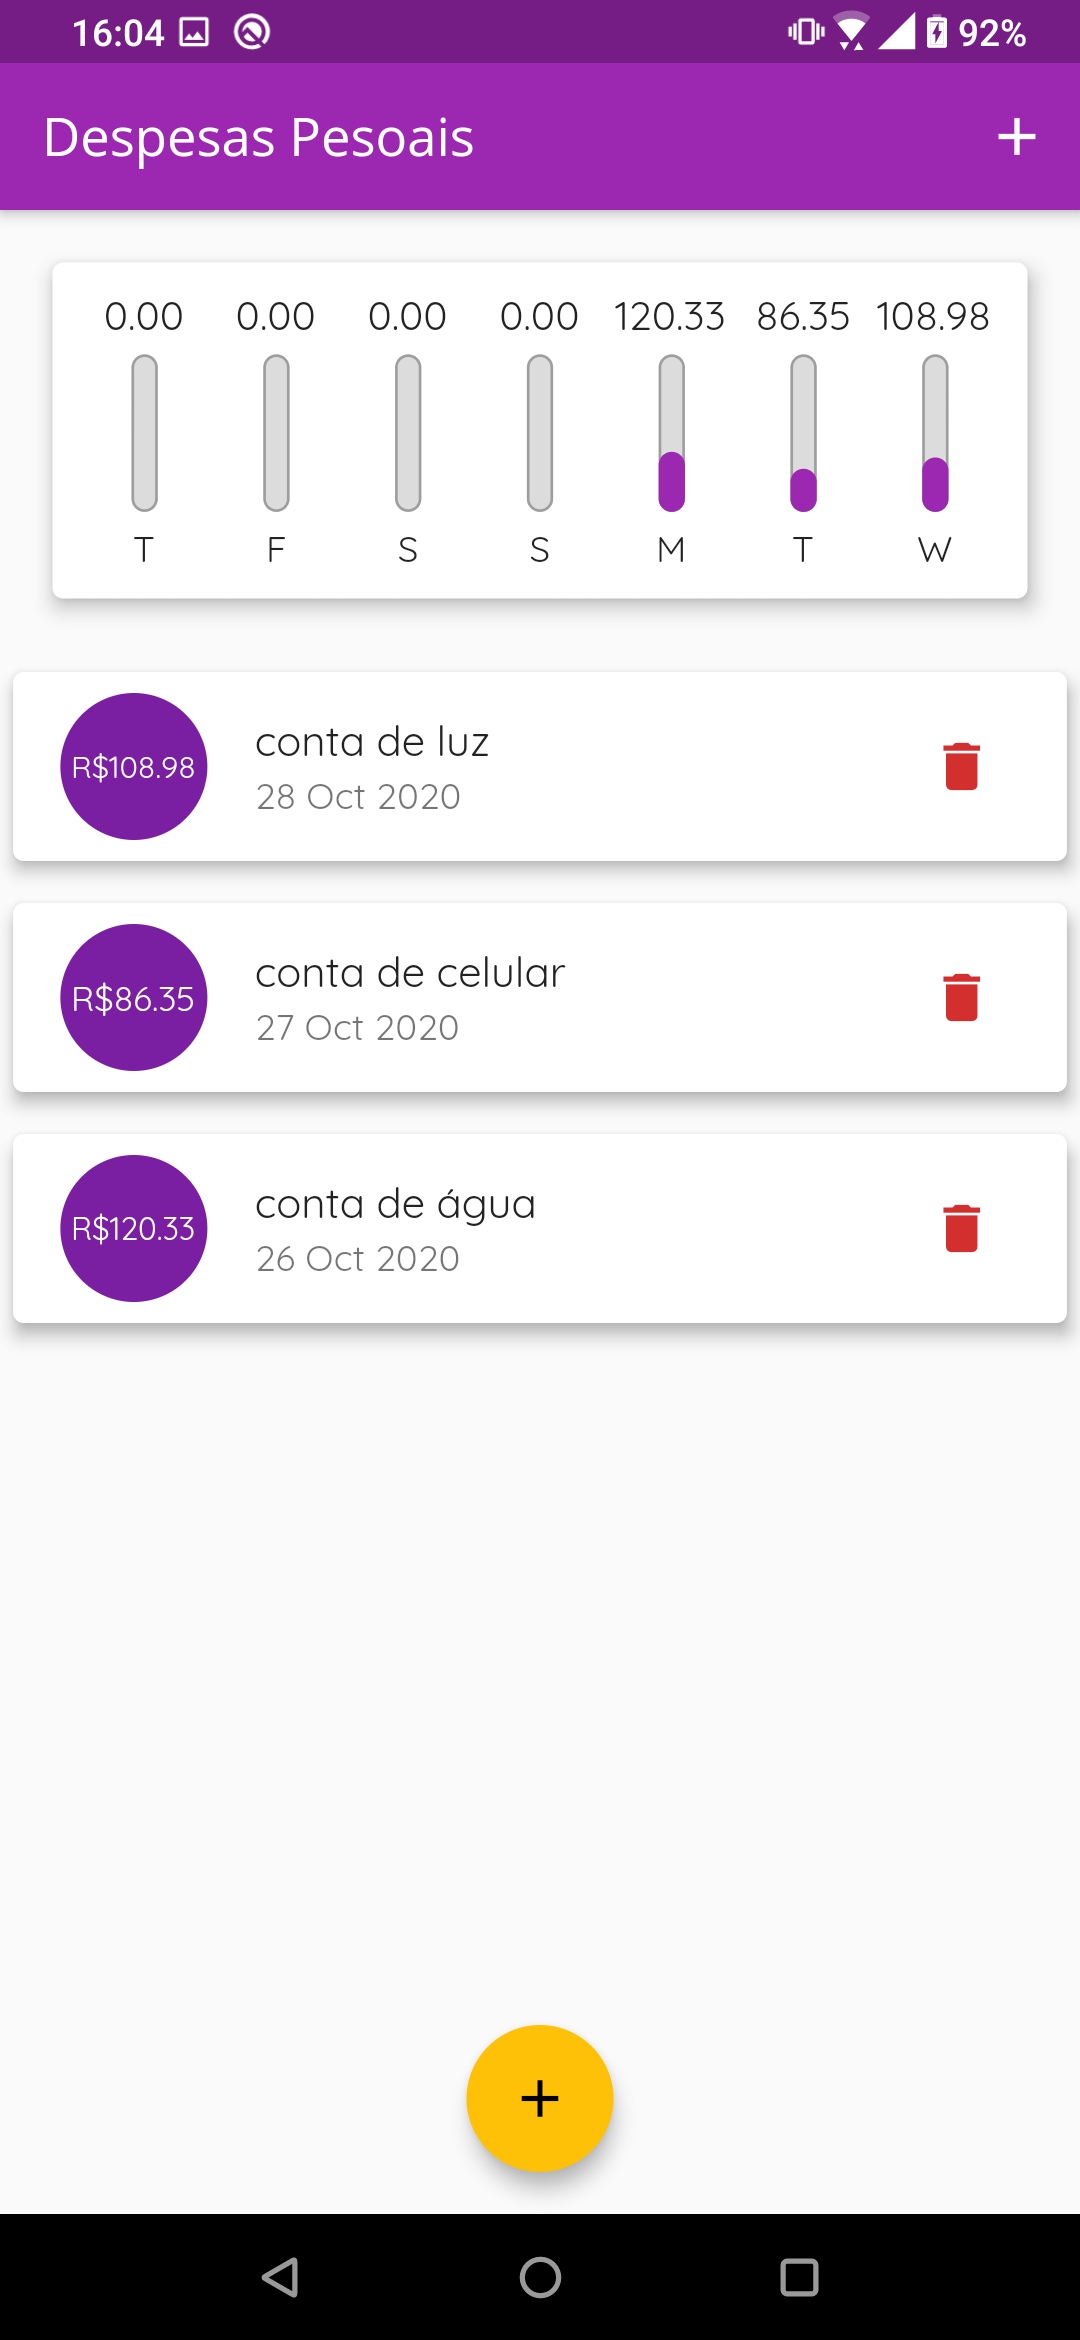 16:04 92%
Despesas Pesoais
0.00 0.00 0.00 0.00 120.33 86.35 108.98
T F S S M T W
R$108.98
conta de luz
28 Oct 2020
R$86.35
conta de celular
27 Oct 2020
R$120.33
conta de água
26 Oct 2020